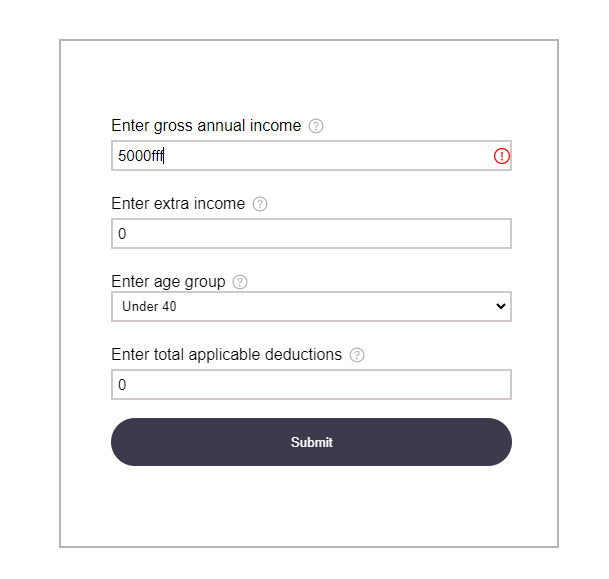 Enter gross annual income ?
5000fff
Enter extra income ?
0
Enter age group ?
Under 40
Enter total applicable deductions ?
0
Submit